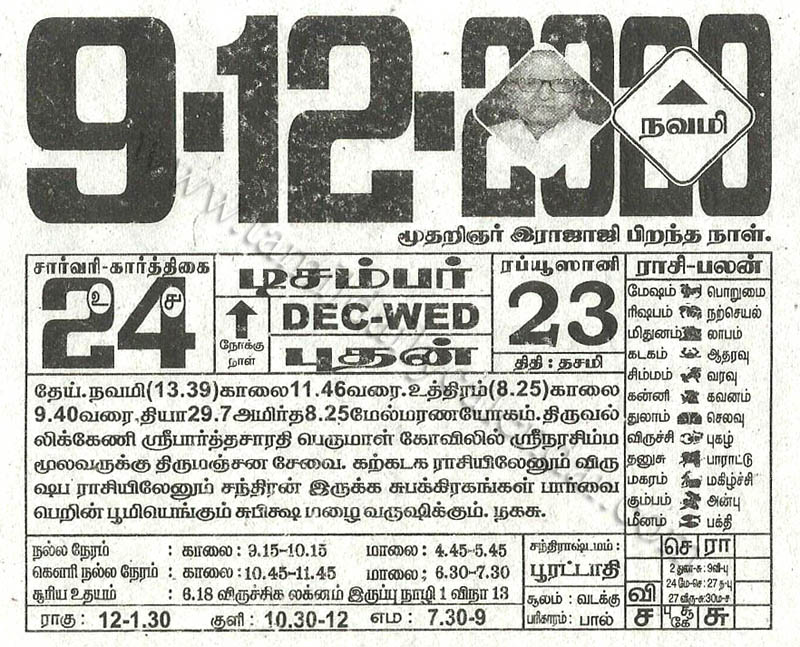 9-12-2020
நவமி
மூதறிஞர் இராஜாஜி பிறந்த நாள்.
சார்வரி-கார்த்திகை
24
உ ச
நோக்கு
நாள்
டிசம்பர்
DEC-WED
புதன்
ரப்யூஸானி
23
திதி : தசமி
தேய். நவமி(13.39)காலை11.46வரை.உத்திரம்(8.25)காலை
9.40வரை, தியா29.7அமிர்த8.25மேல்மரணயோகம். திருவல்
லிக்கேணி ஸ்ரீபார்த்தசாரதி பெருமாள் கோவிலில் ஸ்ரீநரசிம்ம
மூலவருக்கு திருமஞ்சன சேவை. கற்கடக ராசியிலேனும் விரு
ஷப ராசியிலேனும் சந்திரன் இருக்க சுபக்கிரகங்கள் பார்வை
பெறின் பூமியெங்கும் சுபிக்ஷ மழை வருஷிக்கும். நகசு.
ராசி-பலன்
மேஷம் பொறுமை
ரிஷபம் நற்செயல்
மிதுனம் லாபம்
கடகம் ஆதரவு
சிம்மம் வரவு
கன்னி கவனம்
துலாம் செலவு
விருச்சி புகழ்
தனுசு பாராட்டு
மகரம் மகிழ்ச்சி
கும்பம் அன்பு
மீனம் பக்தி
நல்ல நேரம் : காலை: 9.15-10.15 மாலை: 4.45-5.45
கௌரி நல்ல நேரம் : காலை: 10.45-11.45 மாலை; 6.30-7.30
சூரிய உதயம் : 6.18 விருச்சிக லக்னம் இருப்பு நாழி 1 விநா 13
ராகு: 12-1.30 குளி : 10.30-12 எம : 7.30-9
சந்திராஷ்டமம் :
பூரட்டாதி
சூலம் : வடக்கு
பரிகாரம்: பால்
செ ரா
2 துலா-சு: 9வி-பு
24 மே-செ: 27 த-பு
வி 27 விரு-சு: 30ம-ச
ச பு சூ கே சு